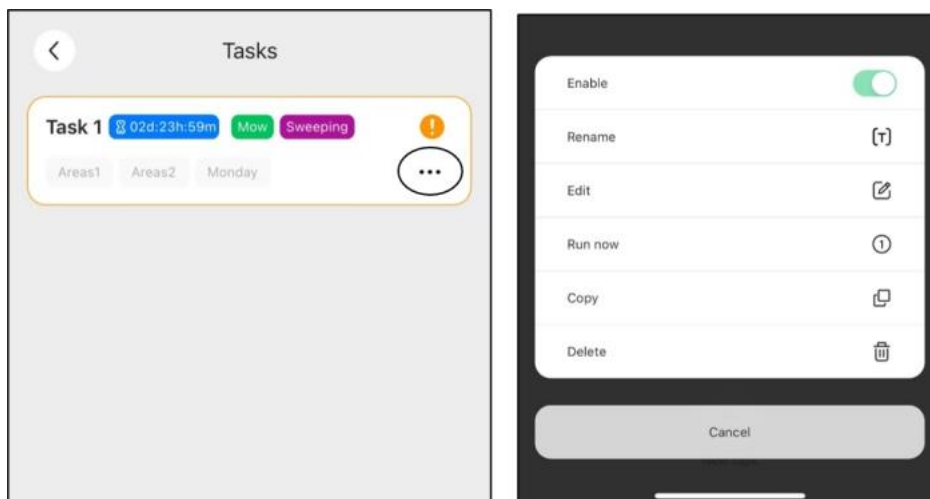 Tasks
Task 1 02d:23h:59m Mow Sweeping
Areas1 Areas2 Monday
Enable
Rename
Edit
Run now
Copy
Delete
Cancel